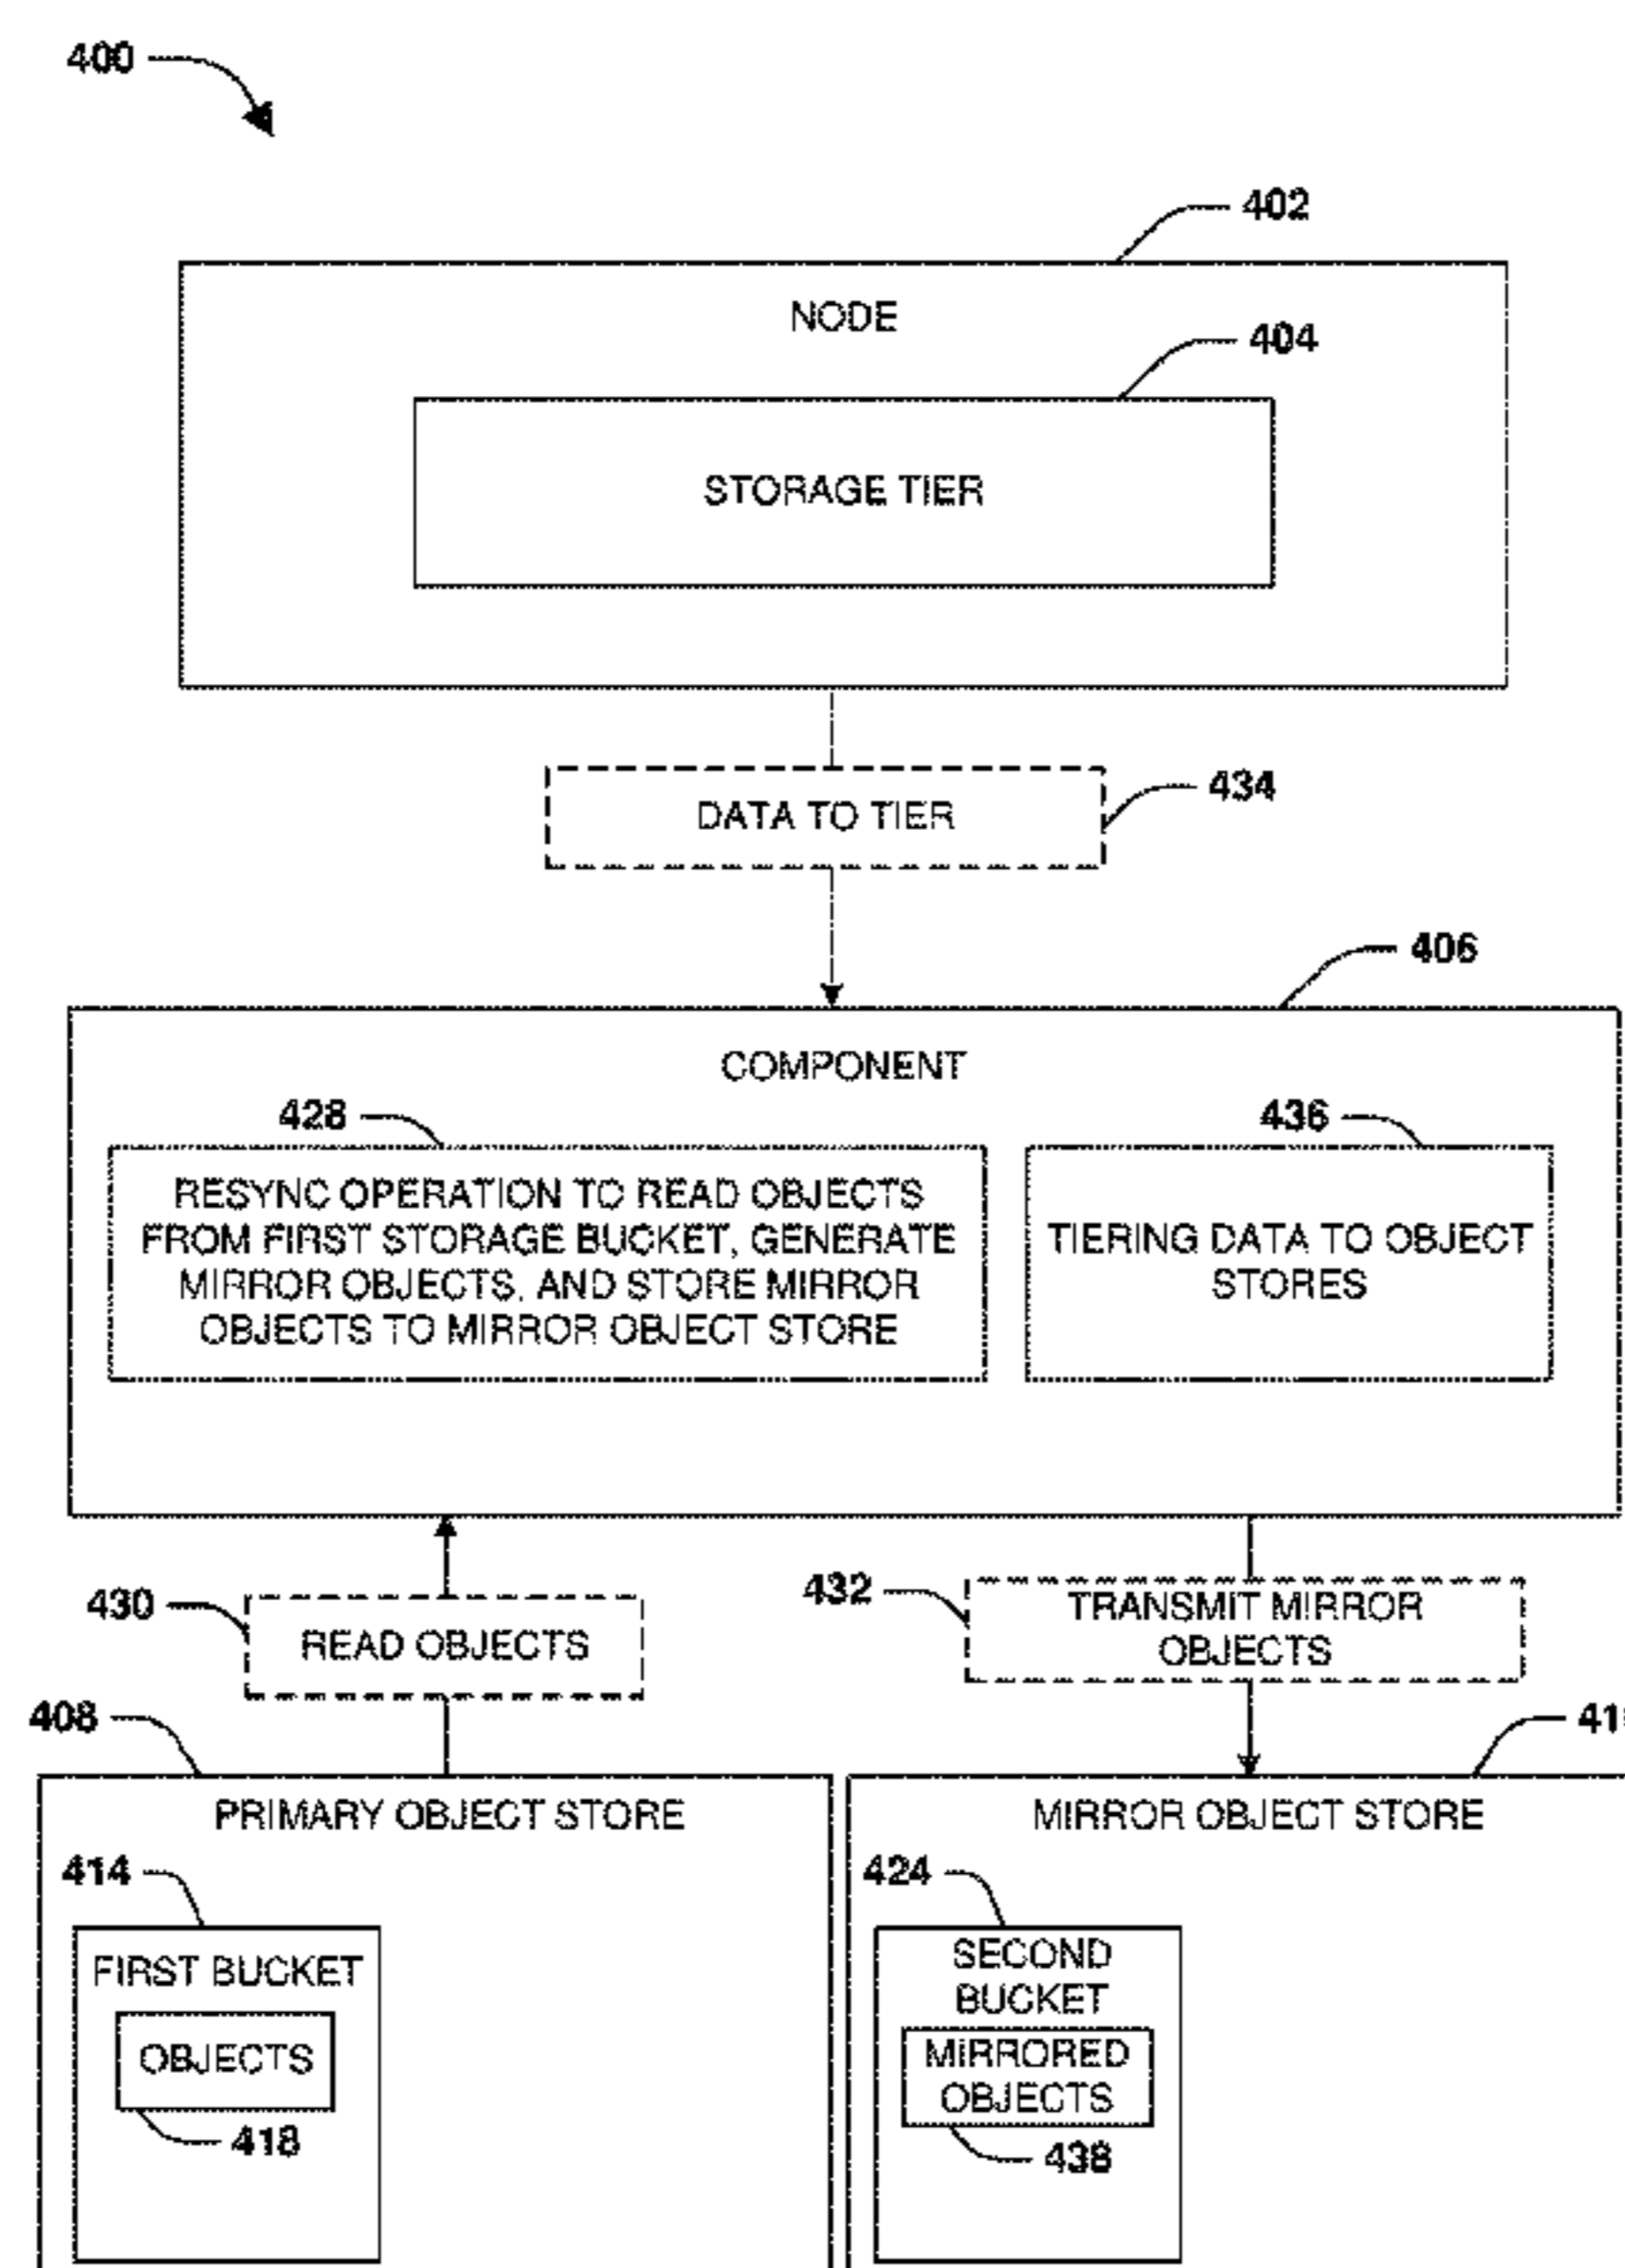 400
402
NODE
404
STORAGE TIER
DATA TO TIER
434
406
COMPONENT
428
436
RESYNC OPERATION TO READ OBJECTS
FROM FIRST STORAGE BUCKET, GENERATE
MIRROR OBJECTS, AND STORE MIRROR
OBJECTS TO MIRROR OBJECT STORE
TIERING DATA TO OBJECT
STORES
430
READ OBJECTS
432
TRANSMIT MIRROR
OBJECTS
408
PRIMARY OBJECT STORE
MIRROR OBJECT STORE
414
FIRST BUCKET
OBJECTS
418
424
SECOND
BUCKET
MIRRORED
OBJECTS
438